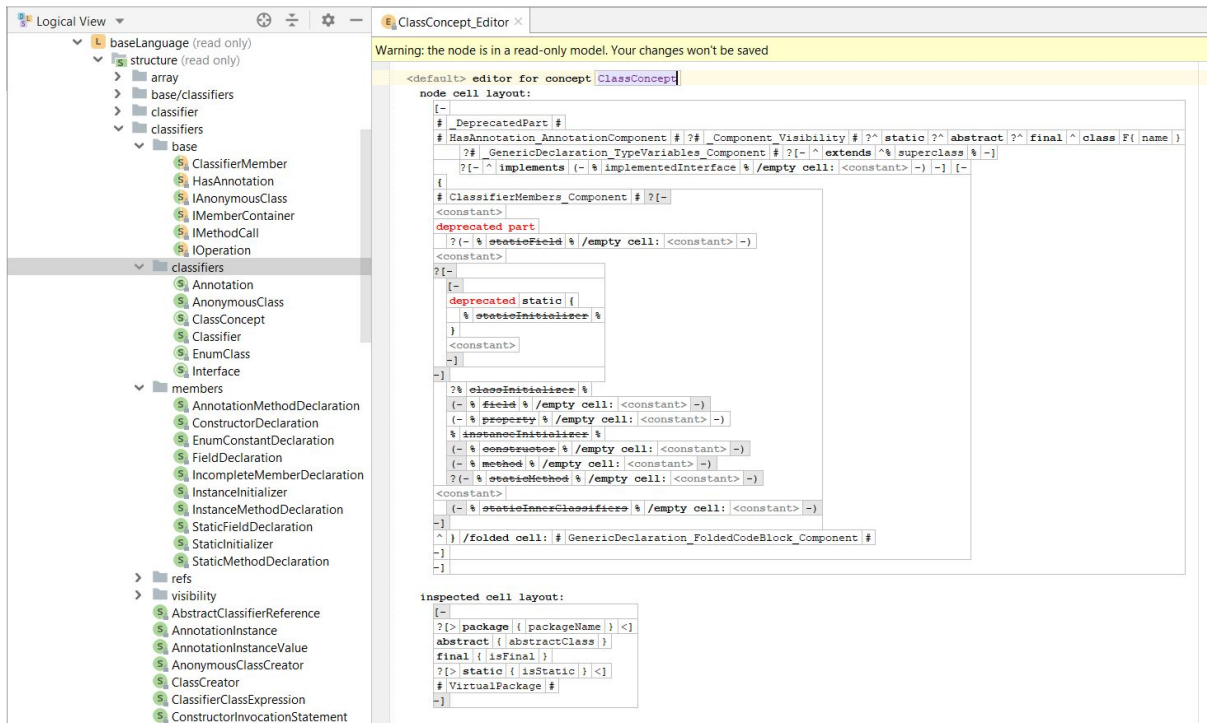 Logical View
baseLanguage (read only)
structure (read only)
array
base/classifiers
classifier
classifiers
base
ClassifierMember
HasAnnotation
IAnonymousClass
IMemberContainer
IMethodCall
IOperation
classifiers
Annotation
AnonymousClass
ClassConcept
Classifier
EnumClass
Interface
members
AnnotationMethodDeclaration
ConstructorDeclaration
EnumConstantDeclaration
FieldDeclaration
IncompleteMemberDeclaration
InstanceInitializer
InstanceMethodDeclaration
StaticFieldDeclaration
StaticInitializer
StaticMethodDeclaration
refs
visibility
AbstractClassifierReference
AnnotationInstance
AnnotationInstanceValue
AnonymousClassCreator
ClassCreator
ClassifierClassExpression
ConstructorInvocationStatement
ClassConcept_Editor
Warning: the node is in a read-only model. Your changes won't be saved
<default> editor for concept ClassConcept
node cell layout:
[-
# _DeprecatedPart #
# HasAnnotation_AnnotationComponent # ?# _Component_Visibility # ?^ static ?^ abstract ?^ final ^ class F{ name }
?# _GenericDeclaration_TypeVariables_Component # ?[- ^ extends ^% superclass % -]
?[- ^ implements (- % implementedInterface % /empty cell: <constant> -) -] [-
{
# ClassifierMembers_Component # ?[-
<constant>
deprecated part
?(- % staticField % /empty cell: <constant> -)
<constant>
?[-
[-
deprecated static {
% staticInitializer %
}
<constant>
-]
-]
?% classInitializer %
(- % field % /empty cell: <constant> -)
(- % property % /empty cell: <constant> -)
% instanceInitializer %
(- % constructor % /empty cell: <constant> -)
(- % method % /empty cell: <constant> -)
?(- % staticMethod % /empty cell: <constant> -)
<constant>
(- % staticInnerClassifiers % /empty cell: <constant> -)
-]
^ } /folded cell: # GenericDeclaration_FoldedCodeBlock_Component #
-]
-]
inspected cell layout:
[-
?[> package { packageName } <]
abstract { abstractClass }
final { isFinal }
?[> static { isStatic } <]
# VirtualPackage #
-]